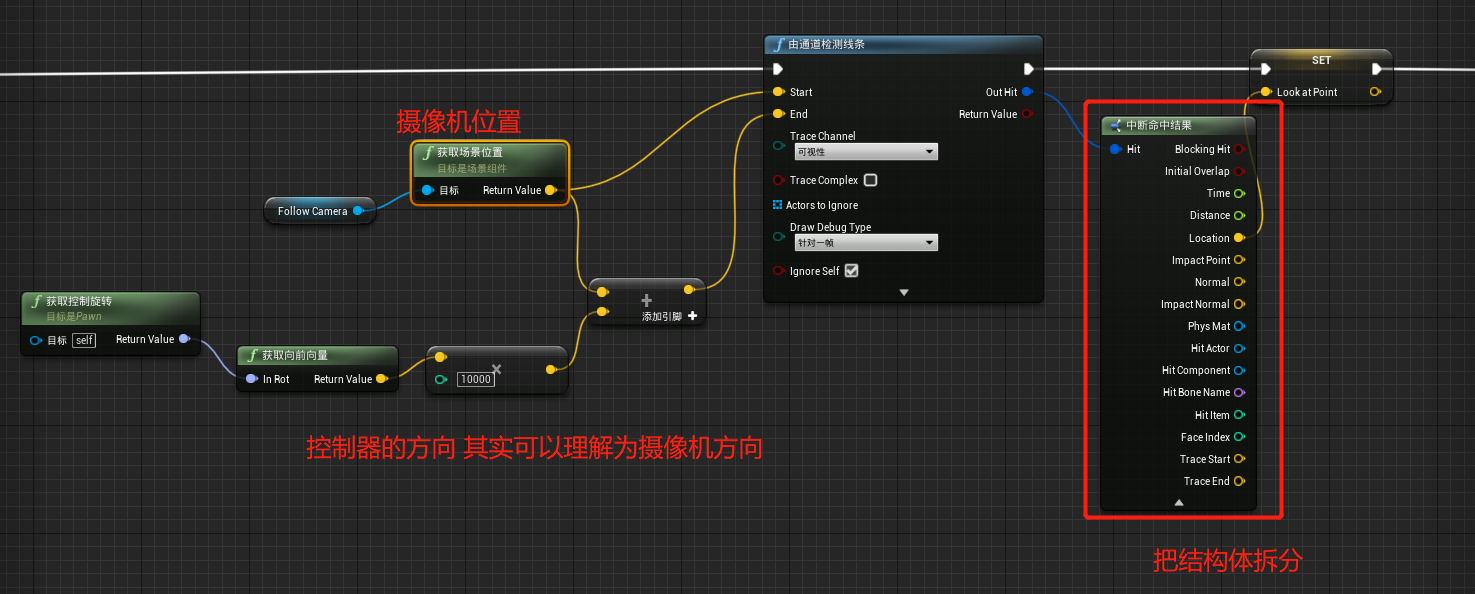 由通道检测线条
Start
Out Hit
End
Return Value
Trace Channel
可视性
Trace Complex
Actors to Ignore
Draw Debug Type
针对一帧
Ignore Self
SET
Look at Point
摄像机位置
获取场景位置
目标是场景组件
目标
Return Value
Follow Camera
中断命中结果
Hit
Blocking Hit
Initial Overlap
Time
Distance
Location
Impact Point
Normal
Impact Normal
Phys Mat
Hit Actor
Hit Component
Hit Bone Name
Hit Item
Face Index
Trace Start
Trace End
添加引脚
获取控制旋转
目标是Pawn
目标 self
Return Value
获取向前向量
In Rot
Return Value
10000
控制器的方向 其实可以理解为摄像机方向
把结构体拆分